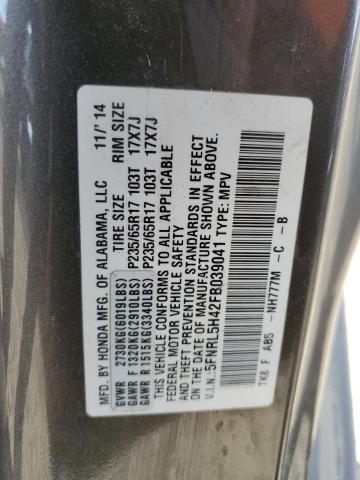 MFD. BY HONDA MFG. OF ALABAMA, LLC 11/'14
TIRE SIZE RIM SIZE
GVWR 2730KG(6019LBS)
GAWR F 1320KG(2910LBS) P235/65R17 103T 17X7J
GAWR R 1515KG(3340LBS) P235/65R17 103T 17X7J
THIS VEHICLE CONFORMS TO ALL APPLICABLE
FEDERAL MOTOR VEHICLE SAFETY
AND THEFT PREVENTION STANDARDS IN EFFECT
ON THE DATE OF MANUFACTURE SHOWN ABOVE.
V.I.N.:5FNRL5H42FB039041 TYPE: MPV
TK8 F AB5 -NH777M -C -B